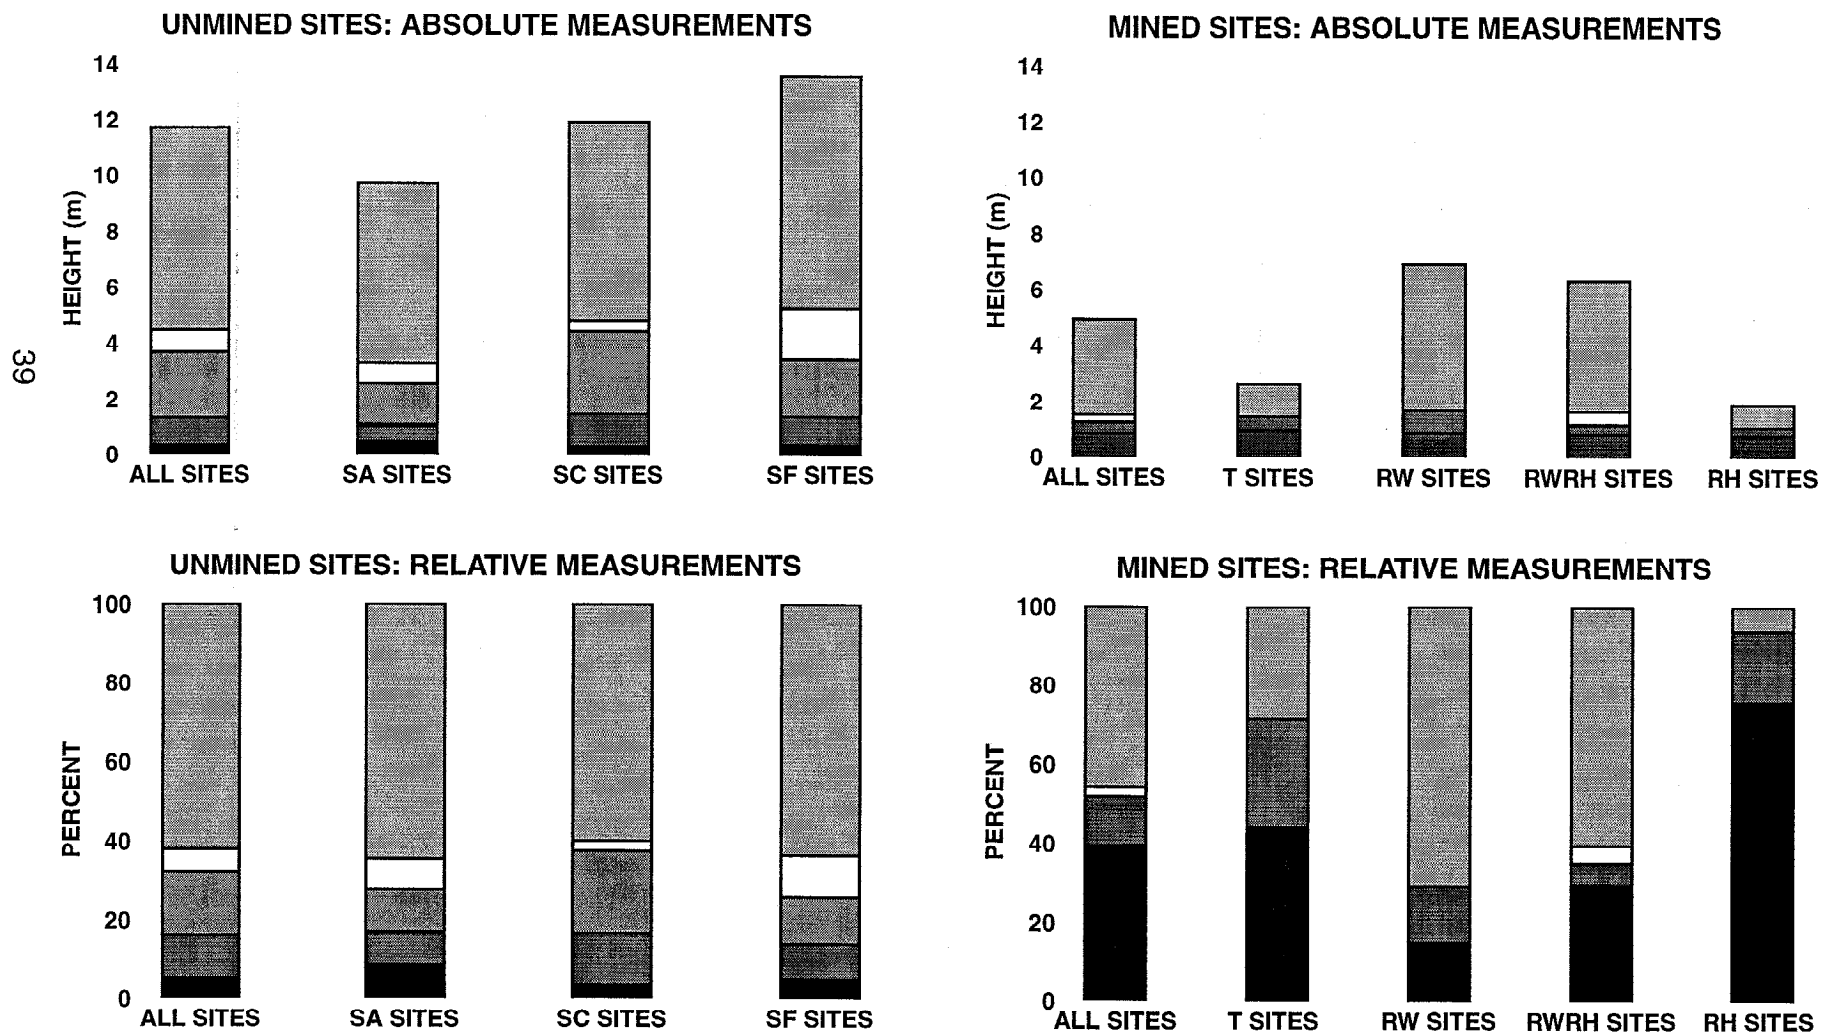 UNMINED SITES: ABSOLUTE MEASUREMENTS
14
12
10
8
6
4
2
0
HEIGHT (m)
ALL SITES SA SITES SC SITES SF SITES
MINED SITES: ABSOLUTE MEASUREMENTS
14
12
10
8
6
4
2
0
HEIGHT (m)
ALL SITES T SITES RW SITES RWRH SITES RH SITES
39
UNMINED SITES: RELATIVE MEASUREMENTS
100
80
60
40
20
0
PERCENT
ALL SITES SA SITES SC SITES SF SITES
MINED SITES: RELATIVE MEASUREMENTS
100
80
60
40
20
0
PERCENT
ALL SITES T SITES RW SITES RWRH SITES RH SITES